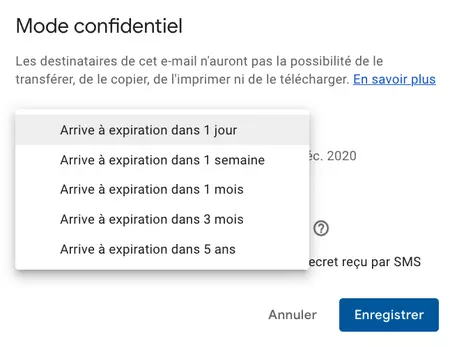 Mode confidentiel
Les destinataires de cet e-mail n'auront pas la possibilité de le
transférer, de le copier, de l'imprimer ni de le télécharger. En savoir plus
Arrive à expiration dans 1 jour
Arrive à expiration dans 1 semaine
éc. 2020
Arrive à expiration dans 1 mois
Arrive à expiration dans 3 mois
?
Arrive à expiration dans 5 ans
ecret reçu par SMS
Annuler
Enregistrer